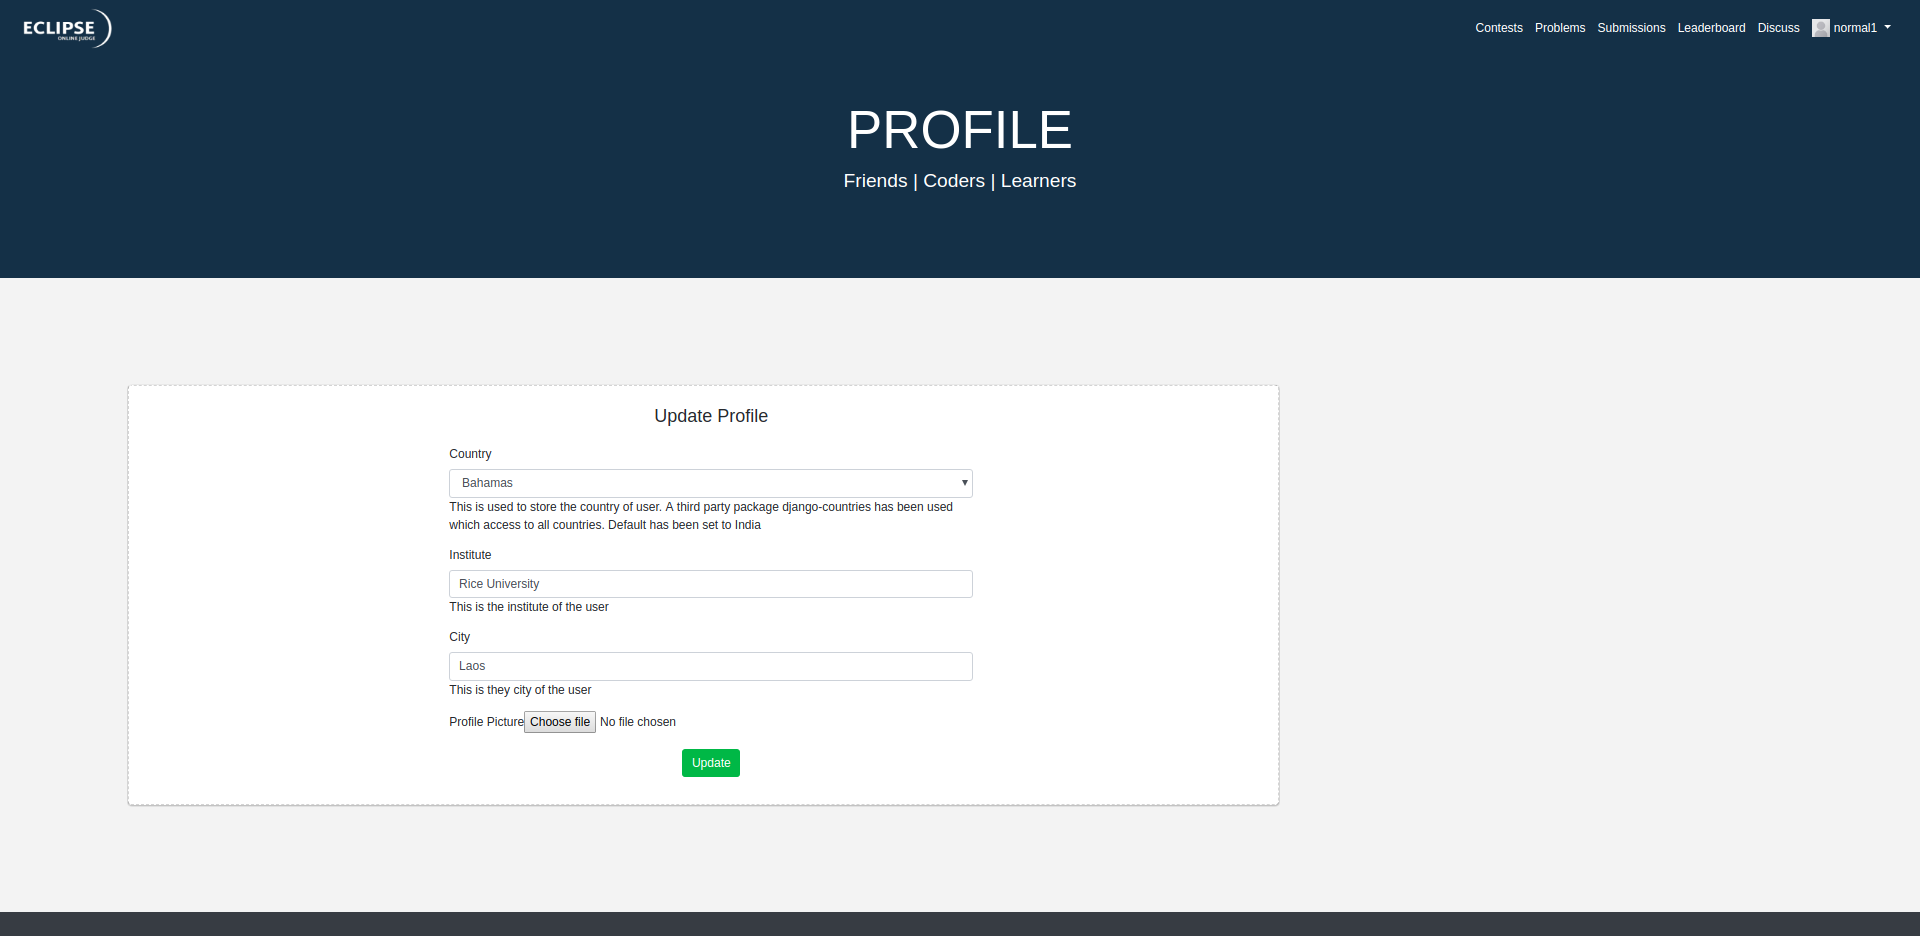 ECLIPSE
ONLINE JUDGE
Contests Problems Submissions Leaderboard Discuss normal1
PROFILE
Friends | Coders | Learners
Update Profile
Country
Bahamas
This is used to store the country of user. A third party package django-countries has been used
which access to all countries. Default has been set to India
Institute
Rice University
This is the institute of the user
City
Laos
This is they city of the user
Profile Picture Choose file No file chosen
Update